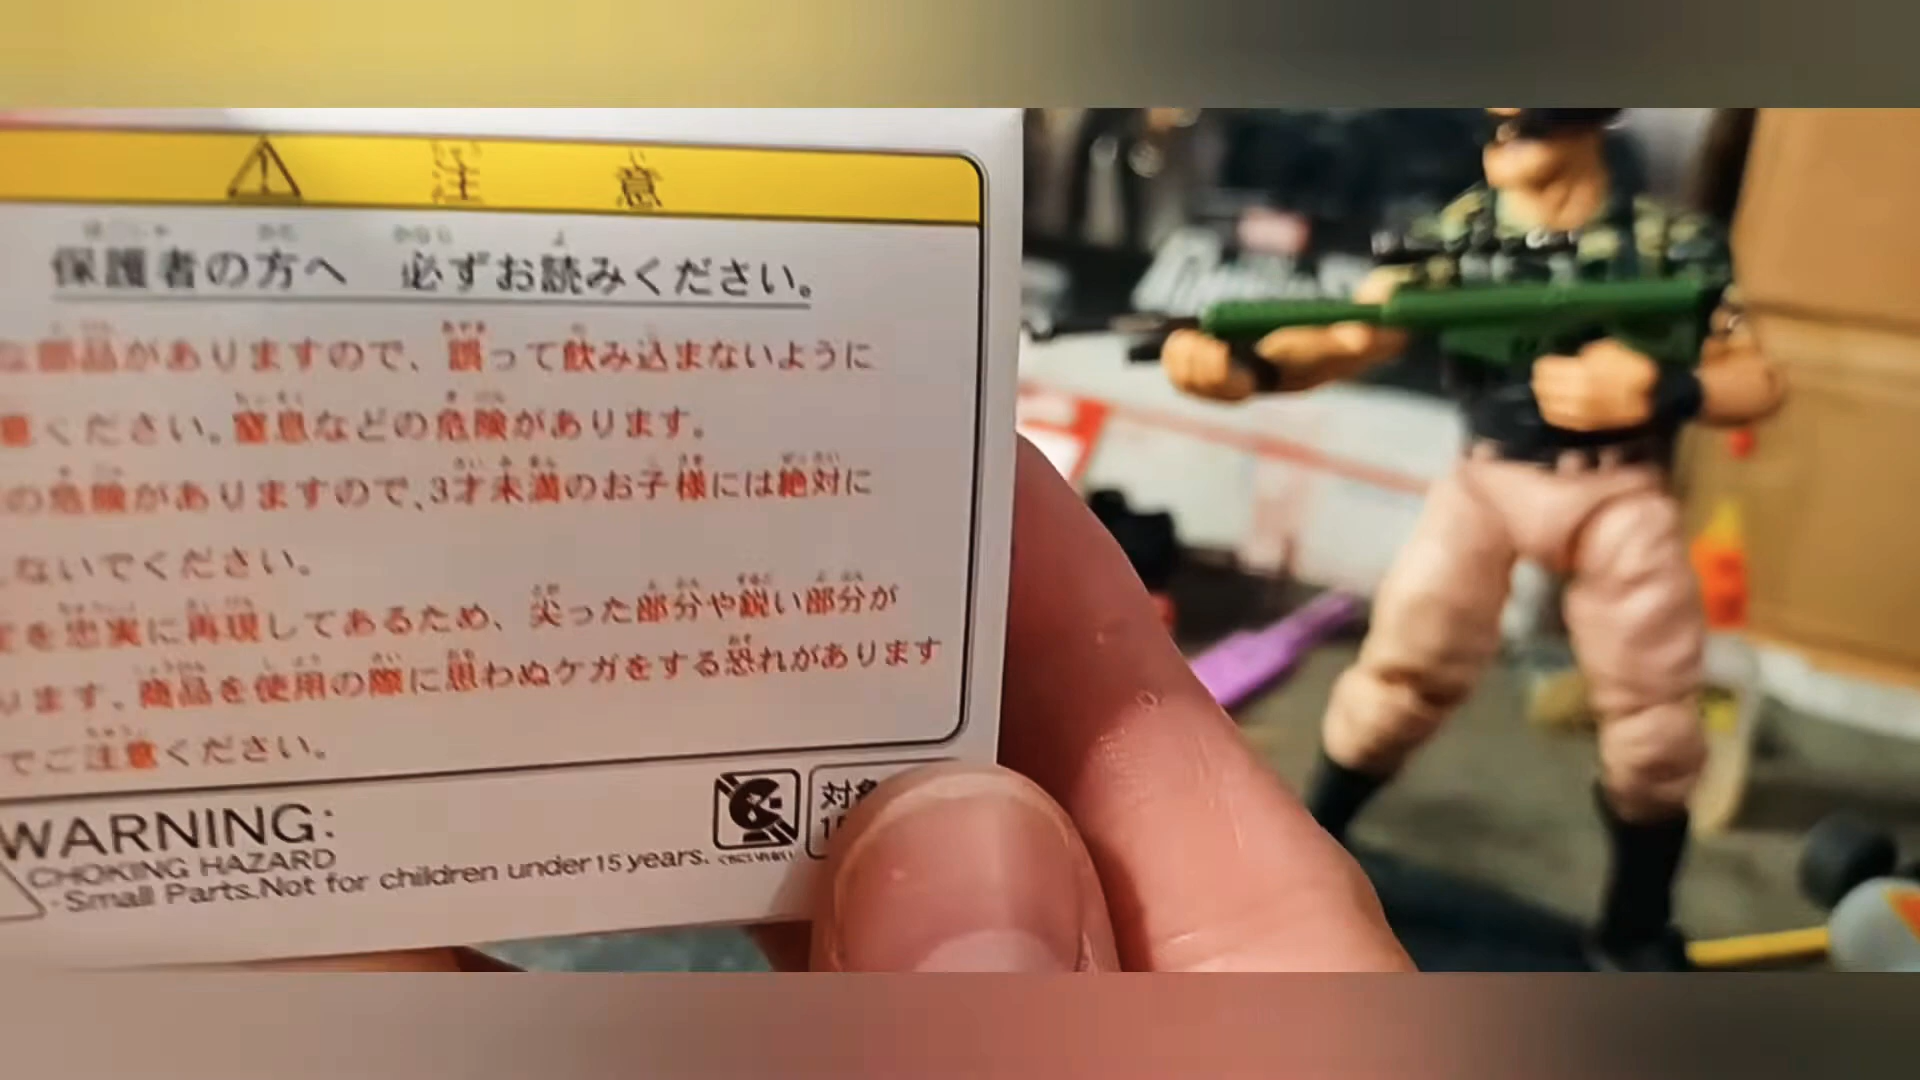 注意
保護者の方へ 必ずお読みください。
な部品がありますので、誤って飲み込まないように
意ください。窒息などの危険があります。
の危険がありますので、3才未満のお子様には絶対に
ないでください。
を忠実に再現してあるため、尖った部分や鋭い部分が
ります。商品を使用の際に思わぬケガをする恐れがあります
でご注意ください。
WARNING:
CHOKING HAZARD
-Small Parts.Not for children under 15 years.
対象